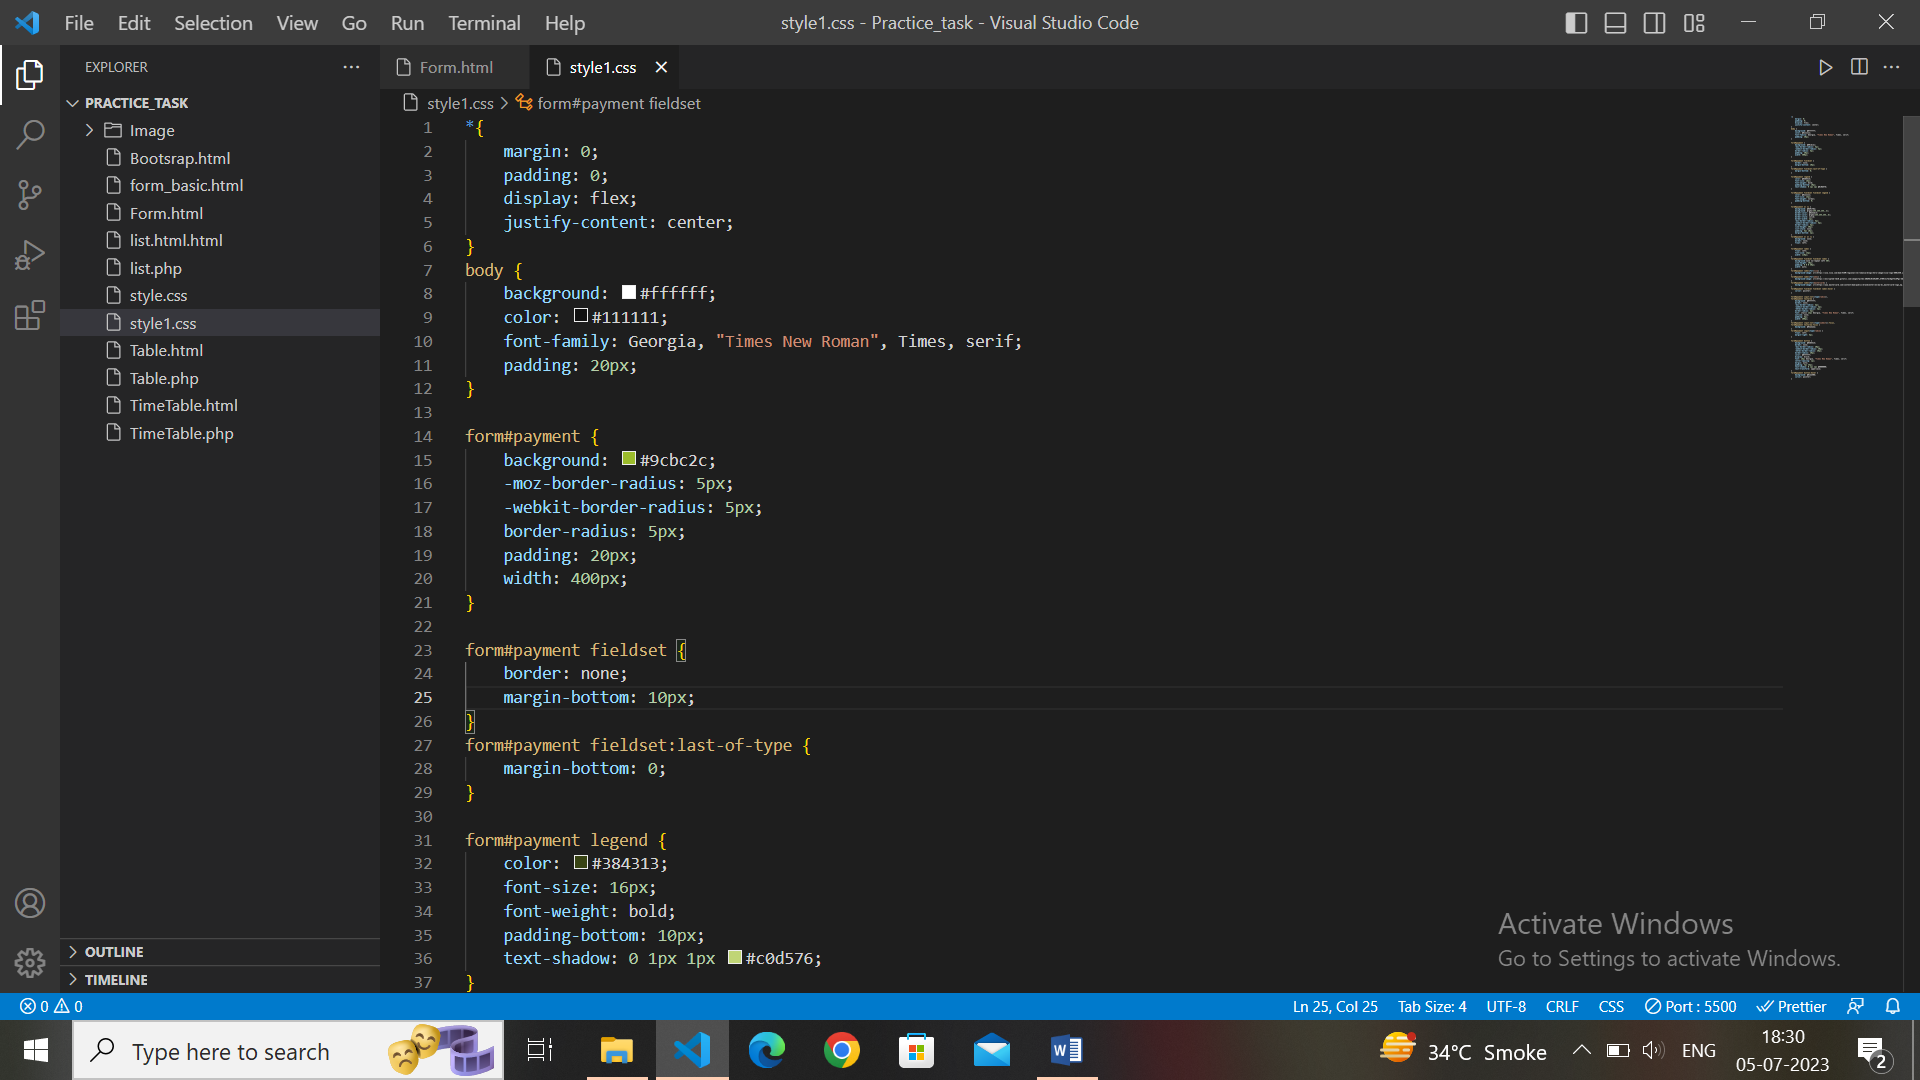 File Edit Selection View Go Run Terminal Help
style1.css - Practice_task - Visual Studio Code
EXPLORER
PRACTICE_TASK
Image
Bootsrap.html
form_basic.html
Form.html
list.html.html
list.php
style.css
style1.css
Table.html
Table.php
TimeTable.html
TimeTable.php
OUTLINE
TIMELINE
Form.html
style1.css
style1.css > form#payment fieldset
1 *{
2 margin: 0;
3 padding: 0;
4 display: flex;
5 justify-content: center;
6 }
7 body {
8 background: #ffffff;
9 color: #111111;
10 font-family: Georgia, "Times New Roman", Times, serif;
11 padding: 20px;
12 }
13
14 form#payment {
15 background: #9cbc2c;
16 -moz-border-radius: 5px;
17 -webkit-border-radius: 5px;
18 border-radius: 5px;
19 padding: 20px;
20 width: 400px;
21 }
22
23 form#payment fieldset {
24 border: none;
25 margin-bottom: 10px;
26 }
27 form#payment fieldset:last-of-type {
28 margin-bottom: 0;
29 }
30
31 form#payment legend {
32 color: #384313;
33 font-size: 16px;
34 font-weight: bold;
35 padding-bottom: 10px;
36 text-shadow: 0 1px 1px #c0d576;
37 }
Activate Windows
Go to Settings to activate Windows.
0 0
Ln 25, Col 25 Tab Size: 4 UTF-8 CRLF CSS Port : 5500 Prettier
Type here to search
34°C Smoke
ENG
18:30
05-07-2023
2